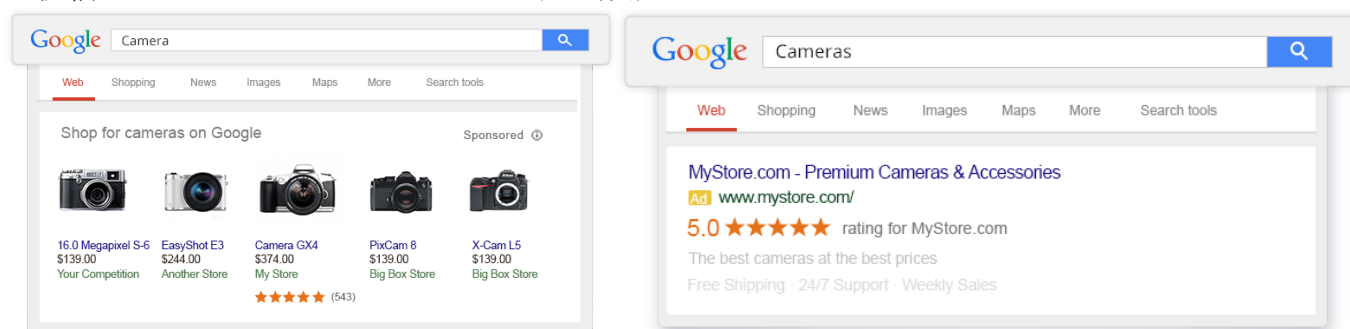 Google Camera
Web Shopping News Images Maps More Search tools
Shop for cameras on Google Sponsored
16.0 Megapixel S-6 EasyShot E3 Camera GX4 PixCam 8 X-Cam L5
$139.00 $244.00 $374.00 $139.00 $139.00
Your Competition Another Store My Store Big Box Store Big Box Store
(543)
Google Cameras
Web Shopping News Images Maps More Search tools
MyStore.com - Premium Cameras & Accessories
Ad www.mystore.com/
5.0 rating for MyStore.com
The best cameras at the best prices
Free Shipping · 24/7 Support · Weekly Sales